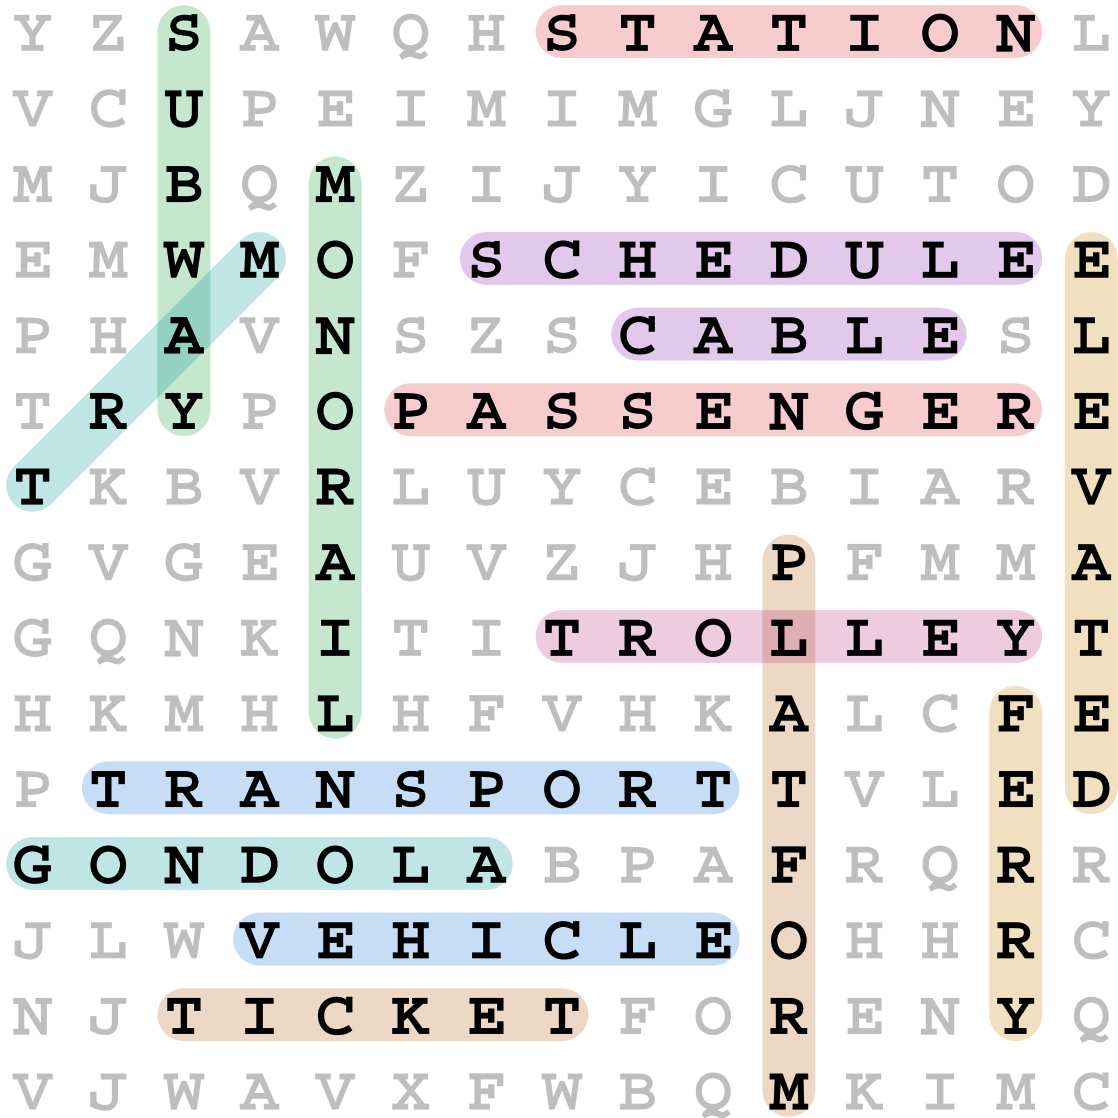 Y Z S A W Q H S T A T I O N L
V C U P E I M I M G L J N E Y
M J B Q M Z I J Y I C U T O D
E M W M O F S C H E D U L E E
P H A V N S Z S C A B L E S L
T R Y P O P A S S E N G E R E
T K B V R L U Y C E B I A R V
G V G E A U V Z J H P F M M A
G Q N K I T I T R O L L E Y T
H K M H L H F V H K A L C F E
P T R A N S P O R T T V L E D
G O N D O L A B P A F R Q R R
J L W V E H I C L E O H H R C
N J T I C K E T F O R E N Y Q
V J W A V X F W B Q M K I M C